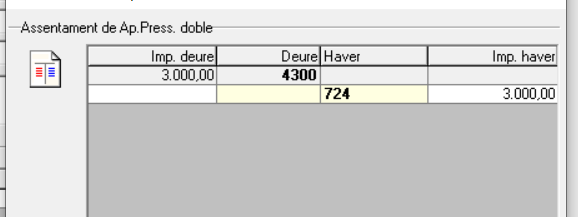 Assentament de Ap.Press. doble
Imp. deure Deure Haver Imp. haver
3.000,00 4300
724 3.000,00